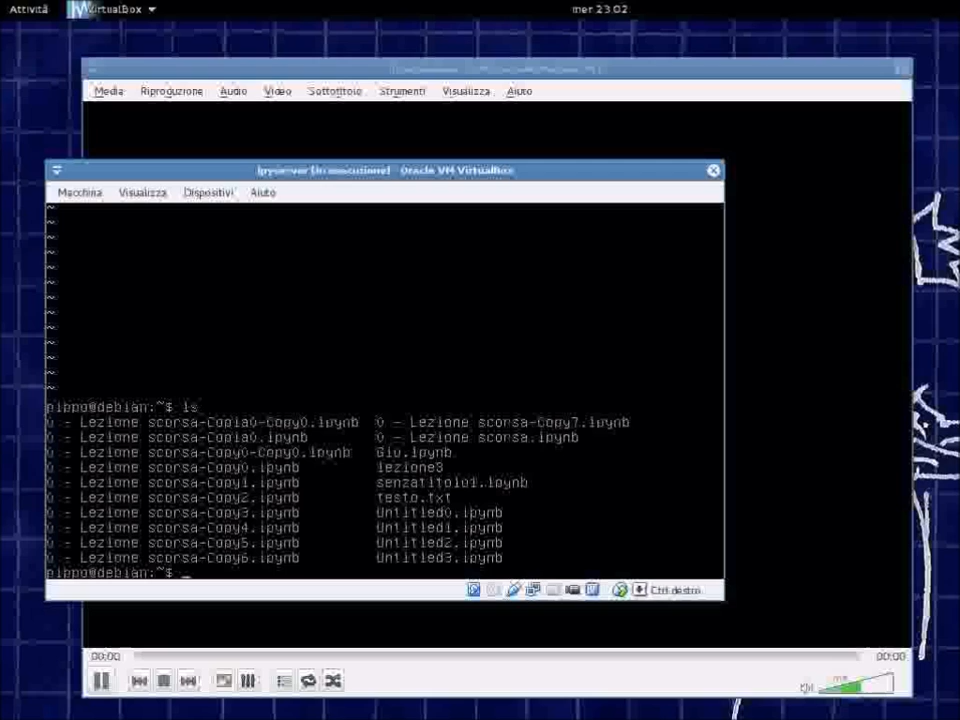 Attività VirtualBox mer 23.02
Media Riproduzione Audio Video Sottotitolo Strumenti Visualizza Aiuto
ipyserver [In esecuzione] - Oracle VM VirtualBox
Macchina Visualizza Dispositivi Aiuto
~
~
~
~
~
~
~
~
~
~
~
~
~
pippo@debian:~$ ls
0 - Lezione scorsa-Copia0-Copy0.ipynb 0 - Lezione scorsa-Copy7.ipynb
0 - Lezione scorsa-Copia0.ipynb 0 - Lezione scorsa.ipynb
0 - Lezione scorsa-Copy0-Copy0.ipynb Gio.ipynb
0 - Lezione scorsa-Copy0.ipynb lezione3
0 - Lezione scorsa-Copy1.ipynb senzatitolo1.ipynb
0 - Lezione scorsa-Copy2.ipynb testo.txt
0 - Lezione scorsa-Copy3.ipynb Untitled0.ipynb
0 - Lezione scorsa-Copy4.ipynb Untitled1.ipynb
0 - Lezione scorsa-Copy5.ipynb Untitled2.ipynb
0 - Lezione scorsa-Copy6.ipynb Untitled3.ipynb
pippo@debian:~$ _
Ctrl destro
00:00 00:00